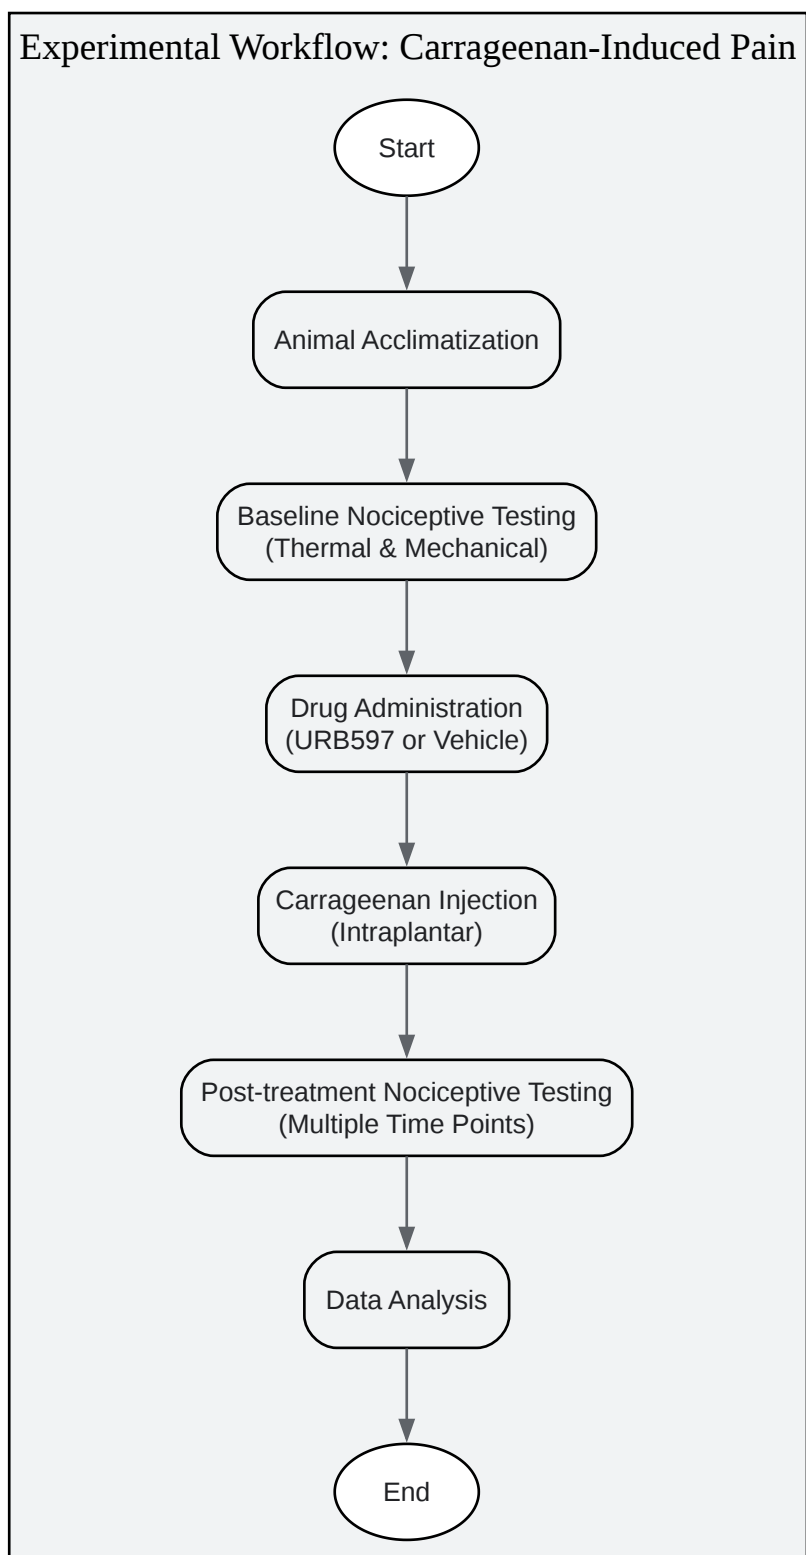 Experimental Workflow: Carrageenan-Induced Pain
Start
Animal Acclimatization
Baseline Nociceptive Testing
(Thermal & Mechanical)
Drug Administration
(URB597 or Vehicle)
Carrageenan Injection
(Intraplantar)
Post-treatment Nociceptive Testing
(Multiple Time Points)
Data Analysis
End